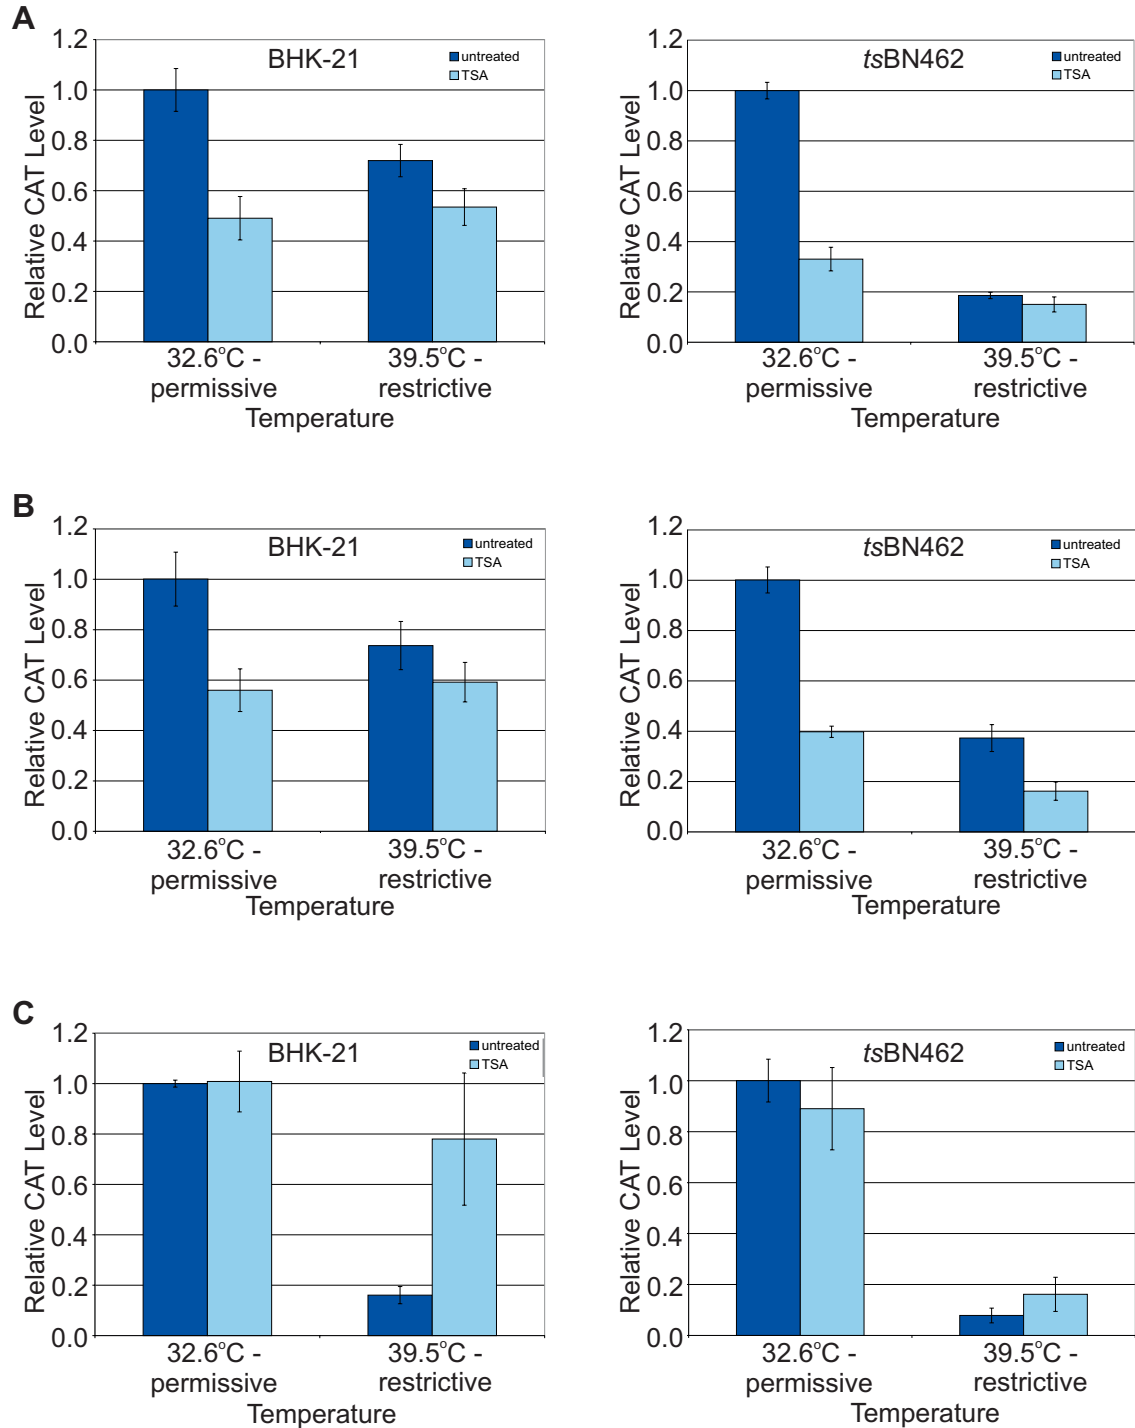 A
BHK-21
untreated
TSA
Relative CAT Level
1.2
1.0
0.8
0.6
0.4
0.2
0.0
32.6°C -
permissive
39.5°C -
restrictive
Temperature
tsBN462
untreated
TSA
Relative CAT Level
1.2
1.0
0.8
0.6
0.4
0.2
0.0
32.6°C -
permissive
39.5°C -
restrictive
Temperature
B
BHK-21
untreated
TSA
Relative CAT Level
1.2
1.0
0.8
0.6
0.4
0.2
0.0
32.6°C -
permissive
39.5°C -
restrictive
Temperature
tsBN462
untreated
TSA
Relative CAT Level
1.2
1.0
0.8
0.6
0.4
0.2
0.0
32.6°C -
permissive
39.5°C -
restrictive
Temperature
C
BHK-21
untreated
TSA
Relative CAT Level
1.2
1.0
0.8
0.6
0.4
0.2
0.0
32.6°C -
permissive
39.5°C -
restrictive
Temperature
tsBN462
untreated
TSA
Relative CAT Level
1.2
1.0
0.8
0.6
0.4
0.2
0.0
32.6°C -
permissive
39.5°C -
restrictive
Temperature